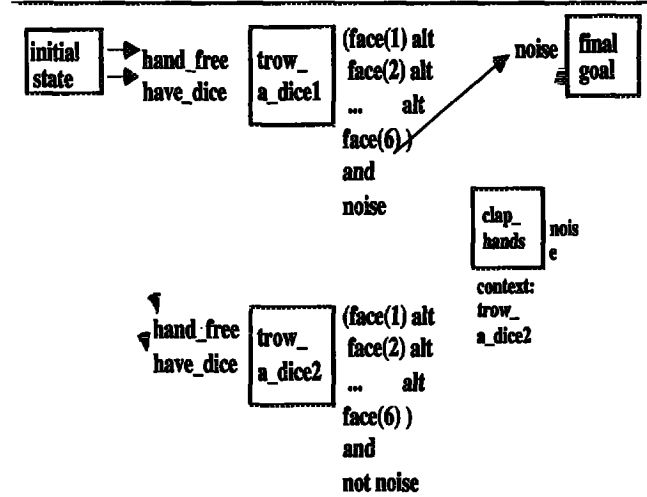 initial
state
hand_free
have_dice
trow_
a_dice1
(face(1) alt
face(2) alt
... alt
face(6) )
and
noise
noise
final
goal
clap_
hands
nois
e
context:
trow_
a_dice2
hand_free
have_dice
trow_
a_dice2
(face(1) alt
face(2) alt
... alt
face(6) )
and
not noise